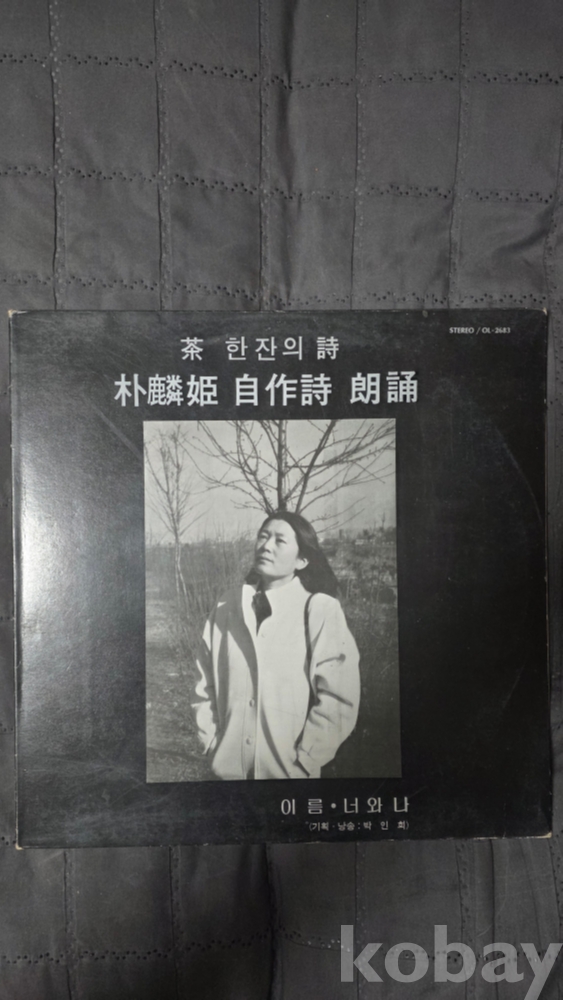 STEREO / OL-2683
茶 한잔의 詩
朴麟姬 自作詩 朗誦
이름·너와나
(기획·낭송: 박인희)
kobay